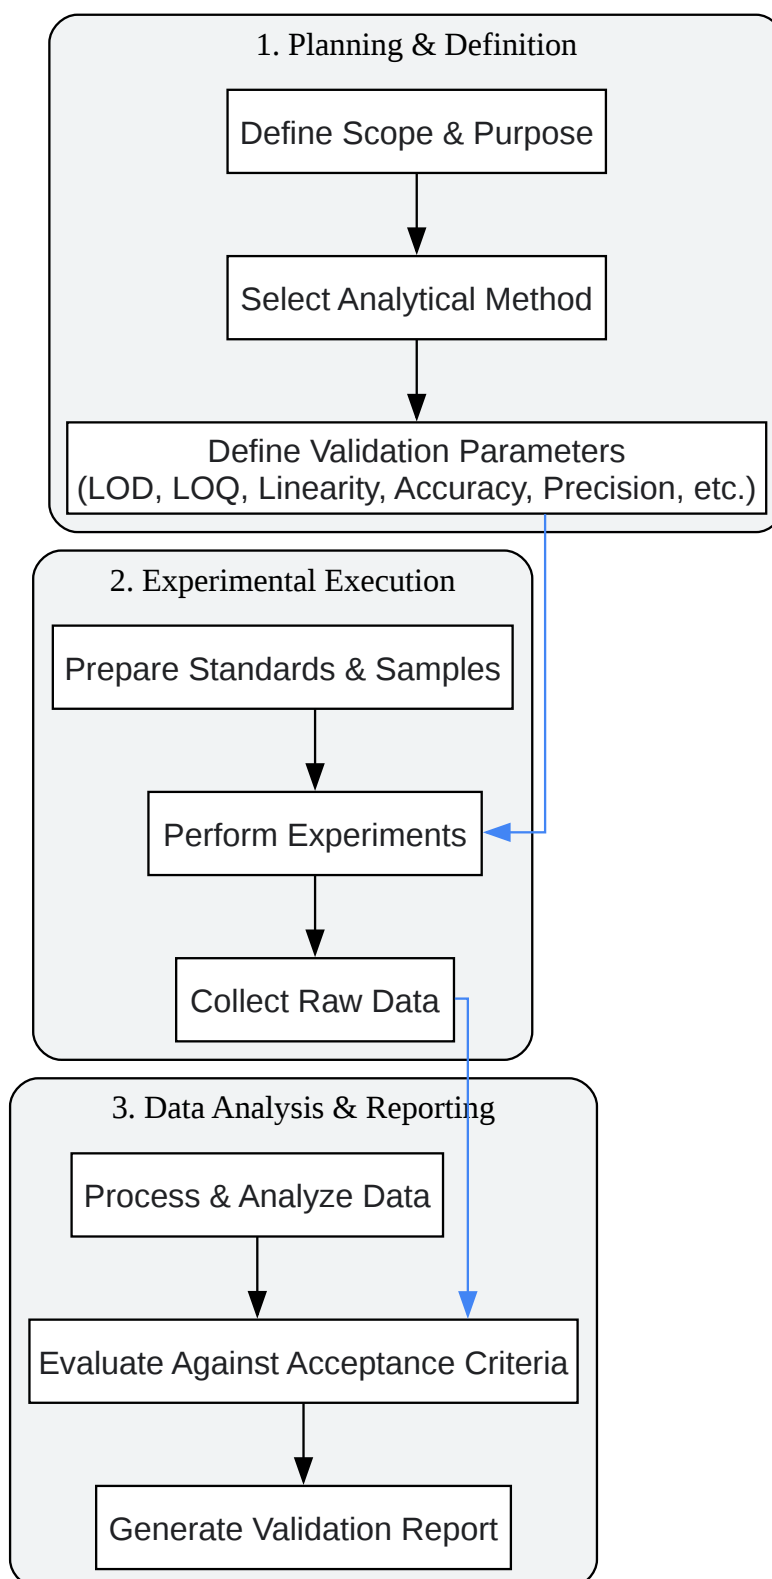 1. Planning & Definition
Define Scope & Purpose
Select Analytical Method
Define Validation Parameters
(LOD, LOQ, Linearity, Accuracy, Precision, etc.)
2. Experimental Execution
Prepare Standards & Samples
Perform Experiments
Collect Raw Data
3. Data Analysis & Reporting
Process & Analyze Data
Evaluate Against Acceptance Criteria
Generate Validation Report